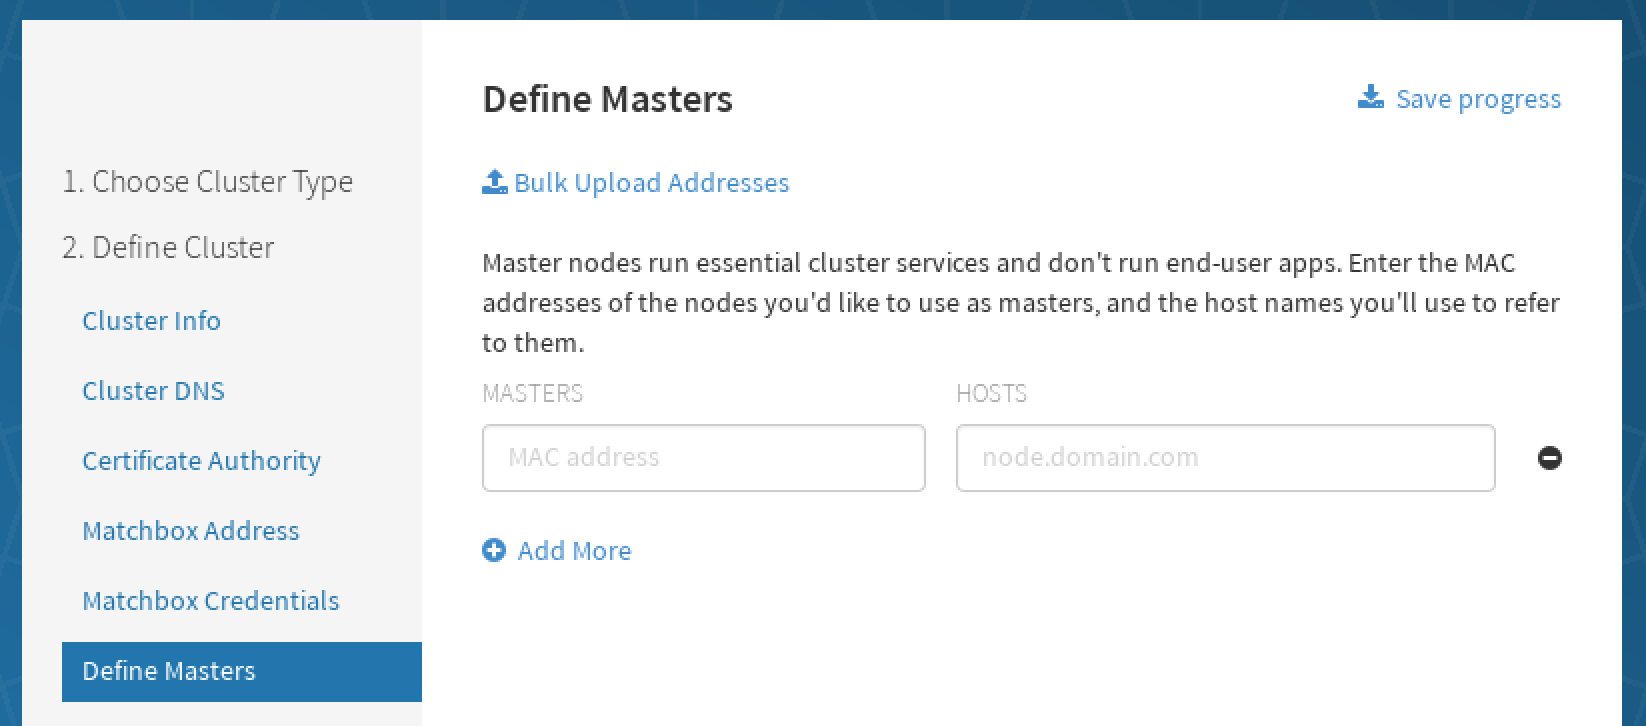 1. Choose Cluster Type
2. Define Cluster
Cluster Info
Cluster DNS
Certificate Authority
Matchbox Address
Matchbox Credentials
Define Masters
Define Masters
Save progress
Bulk Upload Addresses
Master nodes run essential cluster services and don't run end-user apps. Enter the MAC
addresses of the nodes you'd like to use as masters, and the host names you'll use to refer
to them.
MASTERS
HOSTS
MAC address
node.domain.com
Add More